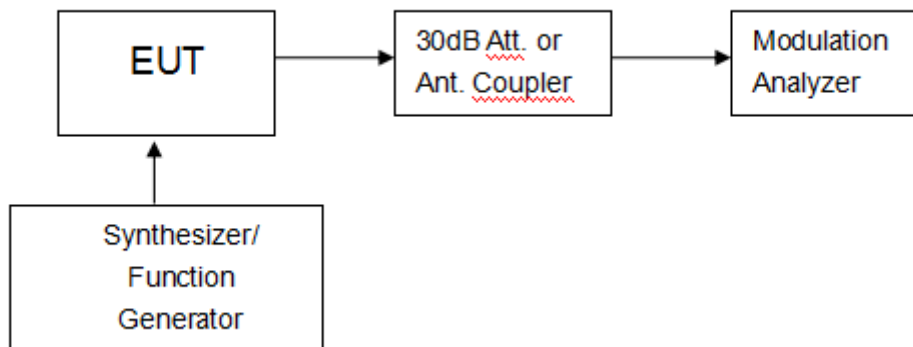 EUT
30dB Att. or
Ant. Coupler
Modulation
Analyzer
Synthesizer/
Function
Generator